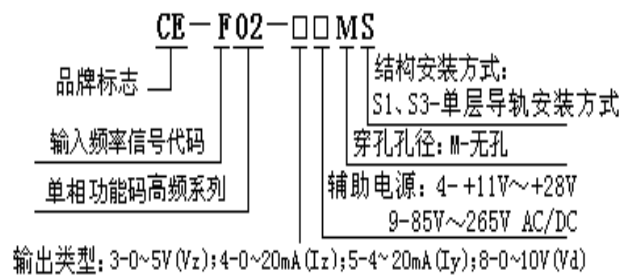 CE-F02-□□MS
品牌标志
结构安装方式:
S1、S3-单层导轨安装方式
输入频率信号代码
穿孔孔径: M-无孔
单相功能码高频系列
辅助电源: 4-+11V～+28V
9-85V～265V AC/DC
输出类型: 3-0~5V(Vz);4-0~20mA(Iz);5-4~20mA(Iy);8-0~10V(Vd)